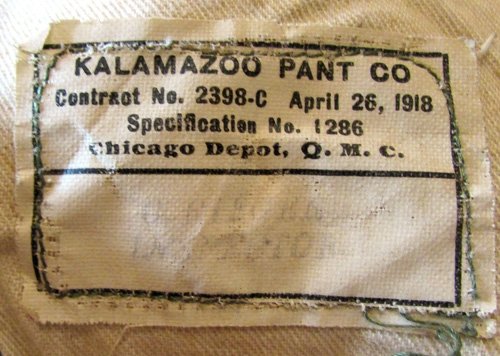 KALAMAZOO PANT CO
Contract No. 2398-C April 26, 1918
Specification No. 1286
Chicago Depot, Q. M. C.